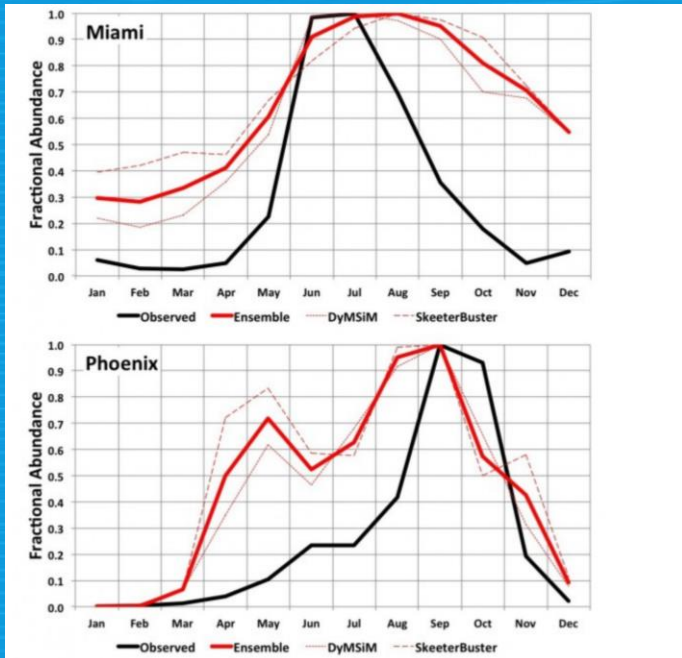 Miami
Fractional Abundance
1.0
0.9
0.8
0.7
0.6
0.5
0.4
0.3
0.2
0.1
0.0
Jan Feb Mar Apr May Jun Jul Aug Sep Oct Nov Dec
Observed Ensemble DyMSiM SkeeterBuster
Phoenix
Fractional Abundance
1.0
0.9
0.8
0.7
0.6
0.5
0.4
0.3
0.2
0.1
0.0
Jan Feb Mar Apr May Jun Jul Aug Sep Oct Nov Dec
Observed Ensemble DyMSiM SkeeterBuster